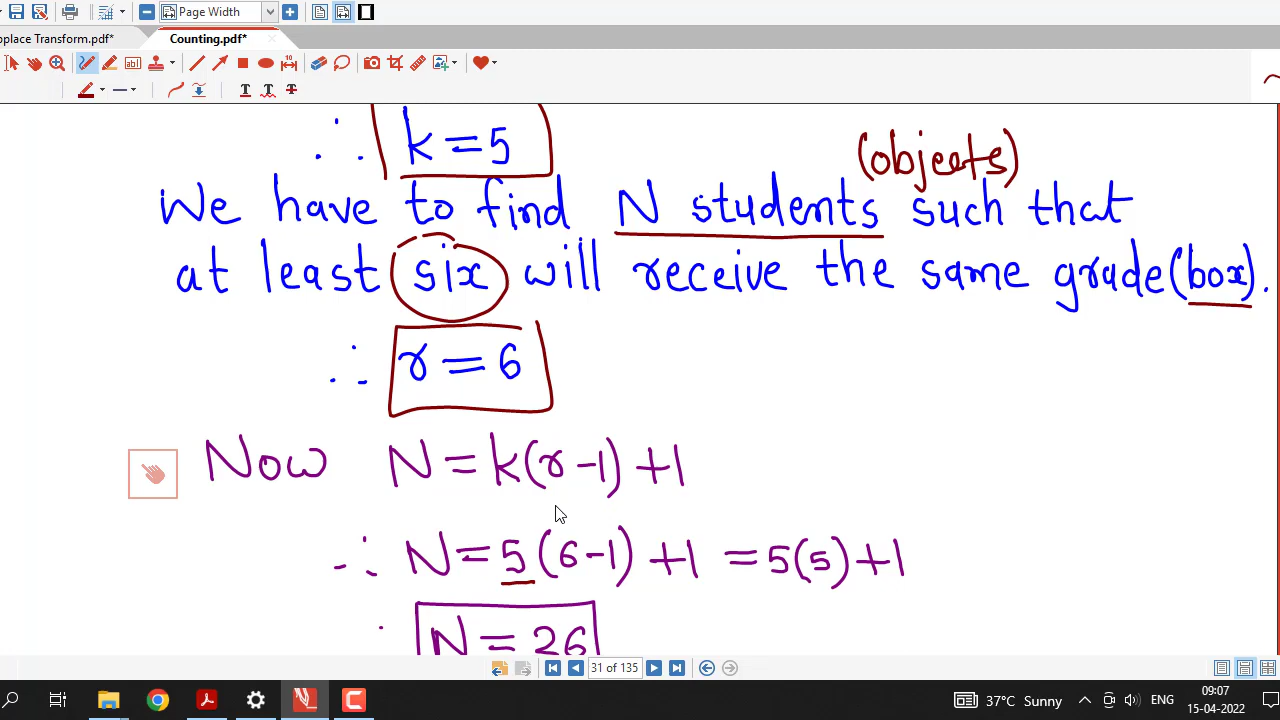 Page Width
place Transform.pdf*
Counting.pdf*
∴ k = 5
(objects)
We have to find N students such that
at least six will receive the same grade (box).
∴ r = 6
Now N = k(r-1) + 1
∴ N = 5(6-1) + 1 = 5(5) + 1
N = 26
31 of 135
37°C Sunny
ENG
09:07
15-04-2022